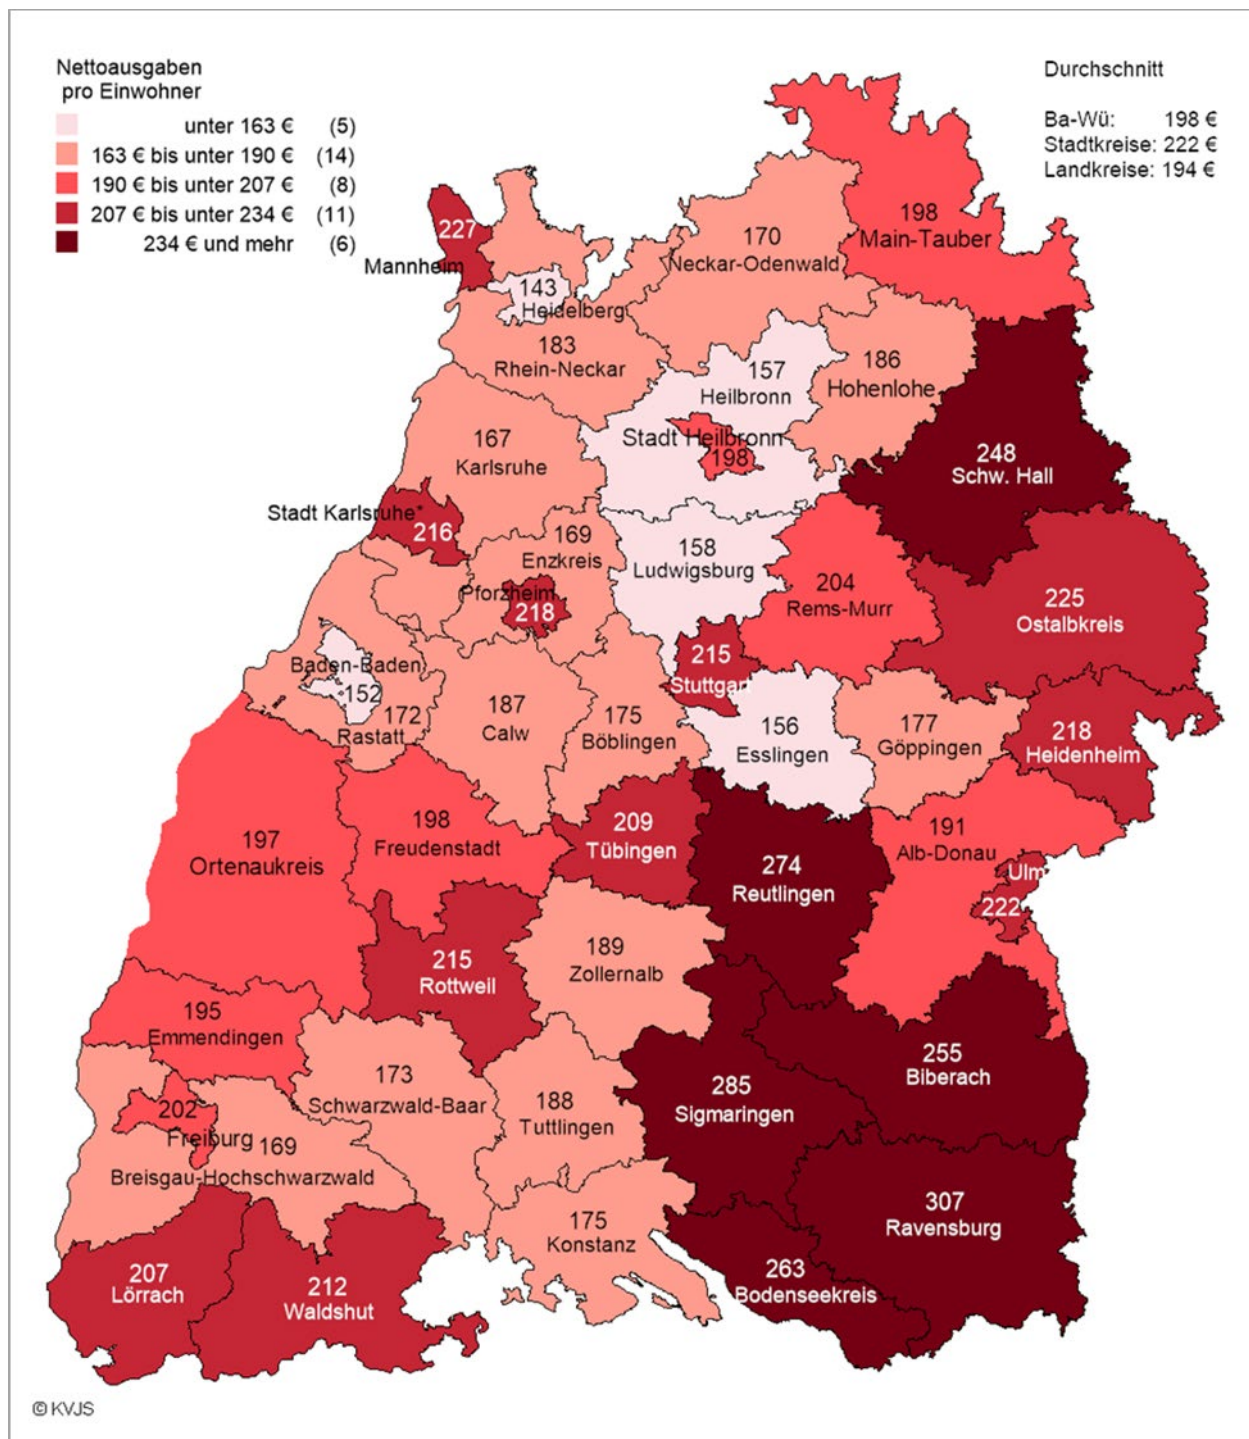 Nettoausgaben
pro Einwohner
unter 163 € (5)
163 € bis unter 190 € (14)
190 € bis unter 207 € (8)
207 € bis unter 234 € (11)
234 € und mehr (6)
Durchschnitt
Ba-Wü: 198 €
Stadtkreise: 222 €
Landkreise: 194 €
198
Main-Tauber
227
Mannheim
170
Neckar-Odenwald
143
Heidelberg
183
Rhein-Neckar
157
Heilbronn
186
Hohenlohe
Stadt Heilbronn
198
167
Karlsruhe
248
Schw. Hall
Stadt Karlsruhe*
216
169
Enzkreis
158
Ludwigsburg
204
Rems-Murr
225
Ostalbkreis
Pforzheim
218
215
Stuttgart
Baden-Baden
152
172
Rastatt
187
Calw
175
Böblingen
156
Esslingen
177
Göppingen
218
Heidenheim
197
Ortenaukreis
198
Freudenstadt
209
Tübingen
274
Reutlingen
191
Alb-Donau
Ulm
222
215
Rottweil
189
Zollernalb
195
Emmendingen
173
Schwarzwald-Baar
188
Tuttlingen
285
Sigmaringen
255
Biberach
202
Freiburg
169
Breisgau-Hochschwarzwald
175
Konstanz
307
Ravensburg
263
Bodenseekreis
207
Lörrach
212
Waldshut
© KVJS